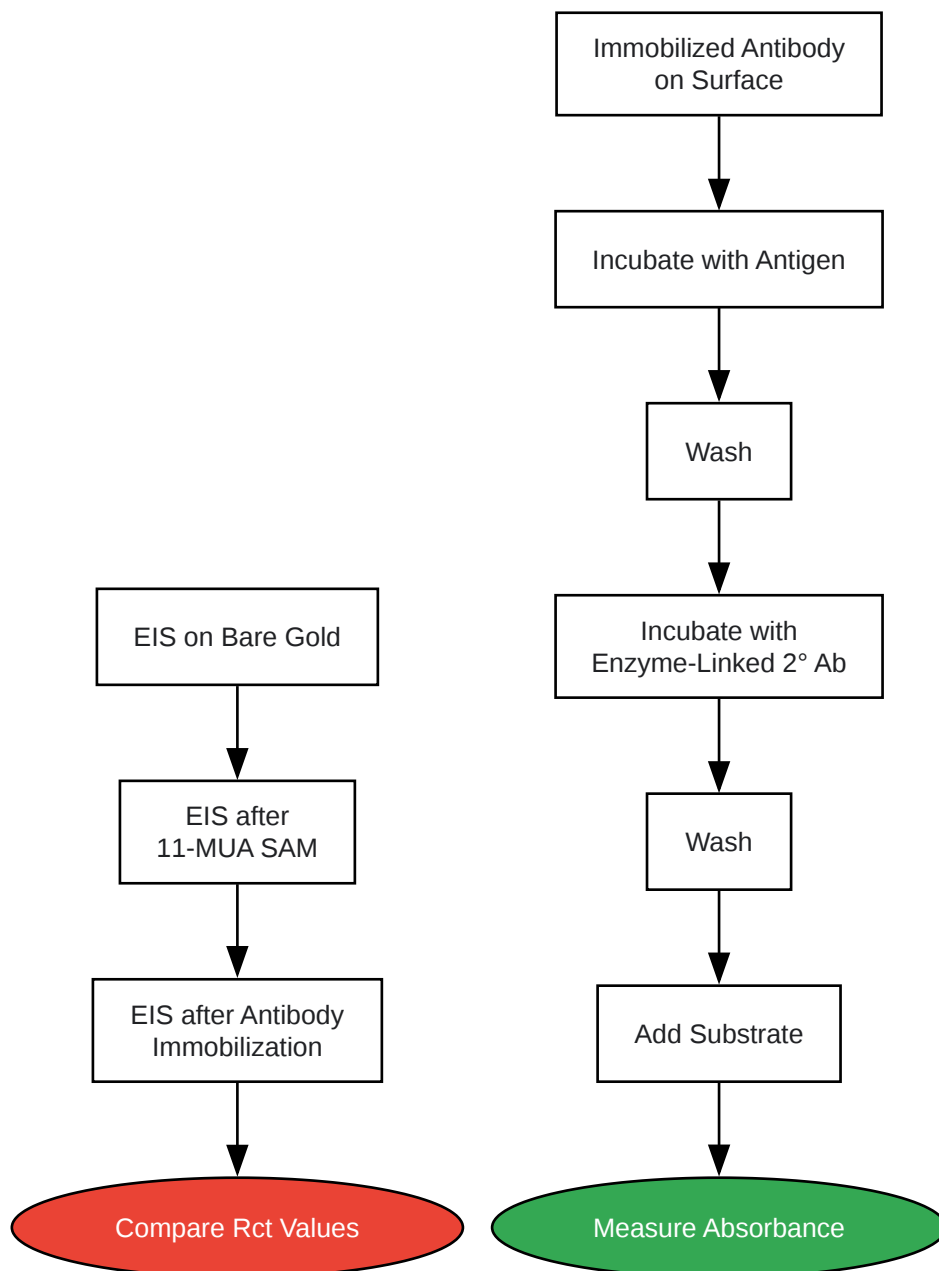 EIS on Bare Gold
EIS after
11-MUA SAM
EIS after Antibody
Immobilization
Compare Rct Values
Immobilized Antibody
on Surface
Incubate with Antigen
Wash
Incubate with
Enzyme-Linked 2° Ab
Wash
Add Substrate
Measure Absorbance